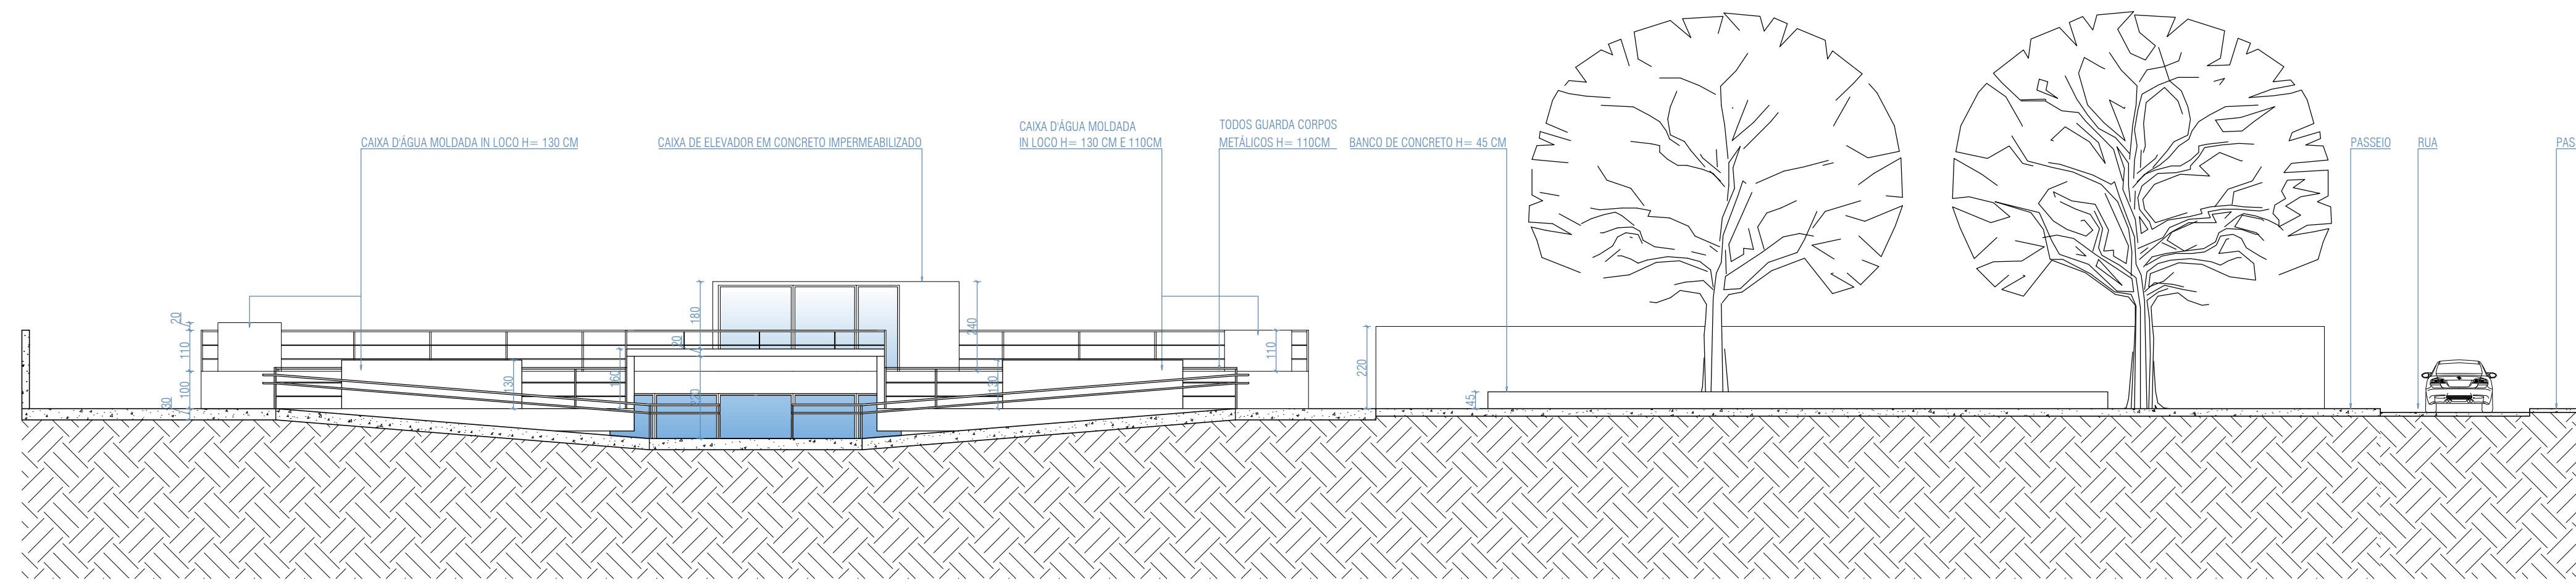 CAIXA D'ÁGUA MOLDADA IN LOCO H= 130 CM
CAIXA DE ELEVADOR EM CONCRETO IMPERMEABILIZADO
CAIXA D'ÁGUA MOLDADA
IN LOCO H= 130 CM E 110CM
TODOS GUARDA CORPOS
METÁLICOS H= 110CM
BANCO DE CONCRETO H= 45 CM
PASSEIO
RUA
PAS
20
110
100
30
130
160
20
180
220
240
130
110
220
45